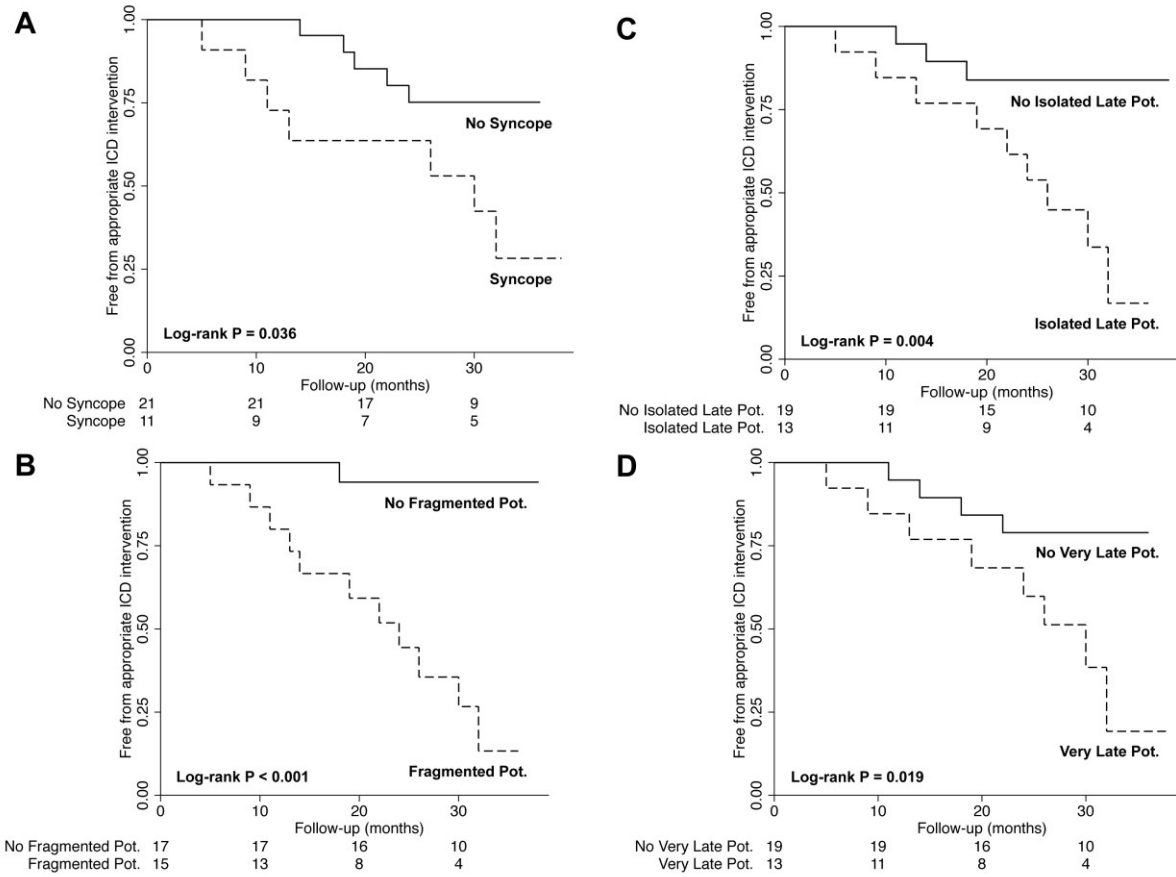 A
Free from appropriate ICD intervention
1.00
0.75
0.50
0.25
0.00
No Syncope
Syncope
Log-rank P = 0.036
0 10 20 30
Follow-up (months)
No Syncope 21 21 17 9
Syncope 11 9 7 5
B
Free from appropriate ICD intervention
1.00
0.75
0.50
0.25
0.00
No Fragmented Pot.
Fragmented Pot.
Log-rank P < 0.001
0 10 20 30
Follow-up (months)
No Fragmented Pot. 17 17 16 10
Fragmented Pot. 15 13 8 4
C
Free from appropriate ICD intervention
1.00
0.75
0.50
0.25
0.00
No Isolated Late Pot.
Isolated Late Pot.
Log-rank P = 0.004
0 10 20 30
Follow-up (months)
No Isolated Late Pot. 19 19 15 10
Isolated Late Pot. 13 11 9 4
D
Free from appropriate ICD intervention
1.00
0.75
0.50
0.25
0.00
No Very Late Pot.
Very Late Pot.
Log-rank P = 0.019
0 10 20 30
Follow-up (months)
No Very Late Pot. 19 19 16 10
Very Late Pot. 13 11 8 4